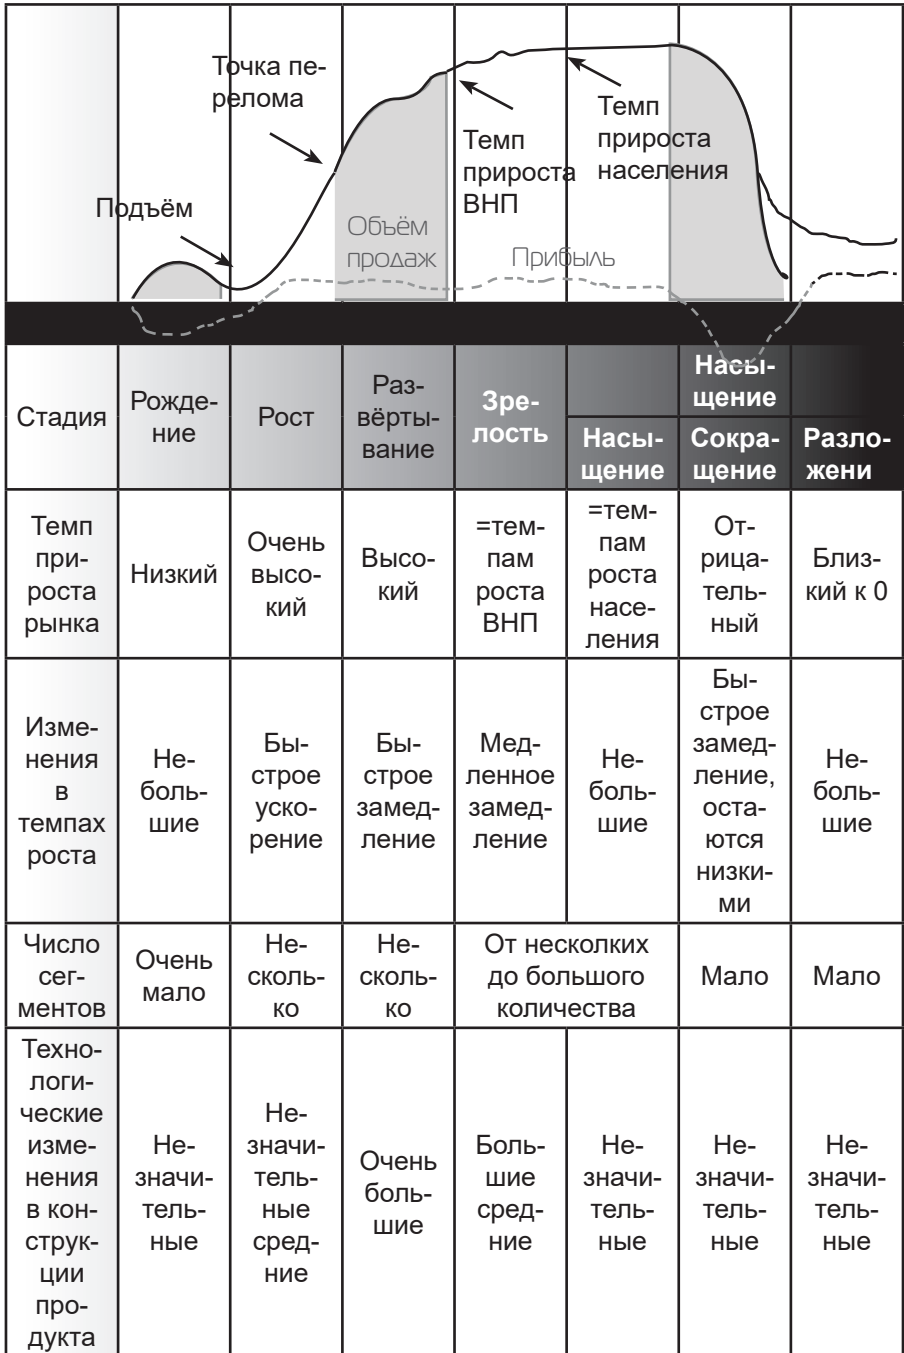 Точка пе-
релома
Темп
прироста
населения
Темп
прироста
ВНП
Подъём
Объём
продаж
Прибыль
Стадия
Рожде-
ние
Рост
Раз-
вёрты-
вание
Зре-
лость
Насы-
щение
Насы-
щение
Сокра-
щение
Разло-
жени
Темп
при-
роста
рынка
Низкий
Очень
высо-
кий
Высо-
кий
=тем-
пам
роста
ВНП
=тем-
пам
роста
насе-
ления
От-
рица-
тель-
ный
Близ-
кий к 0
Изме-
нения
в
темпах
роста
Не-
боль-
шие
Бы-
строе
уско-
рение
Бы-
строе
замед-
ление
Мед-
ленное
замед-
ление
Не-
боль-
шие
Бы-
строе
замед-
ление,
оста-
ются
низки-
ми
Не-
боль-
шие
Число
сег-
ментов
Очень
мало
Не-
сколь-
ко
Не-
сколь-
ко
От несколких
до большого
количества
Мало
Мало
Техно-
логи-
ческие
изме-
нения
в кон-
струк-
ции
про-
дукта
Не-
значи-
тель-
ные
Не-
значи-
тель-
ные
сред-
ние
Очень
боль-
шие
Боль-
шие
сред-
ние
Не-
значи-
тель-
ные
Не-
значи-
тель-
ные
Не-
значи-
тель-
ные